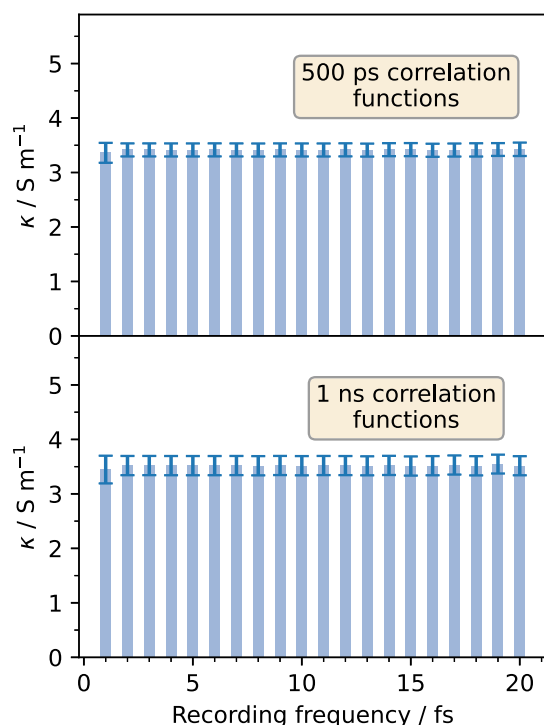 5
4
3
2
1
0
κ / S m⁻¹
500 ps correlation
functions
5
4
3
2
1
0
κ / S m⁻¹
1 ns correlation
functions
0 5 10 15 20
Recording frequency / fs